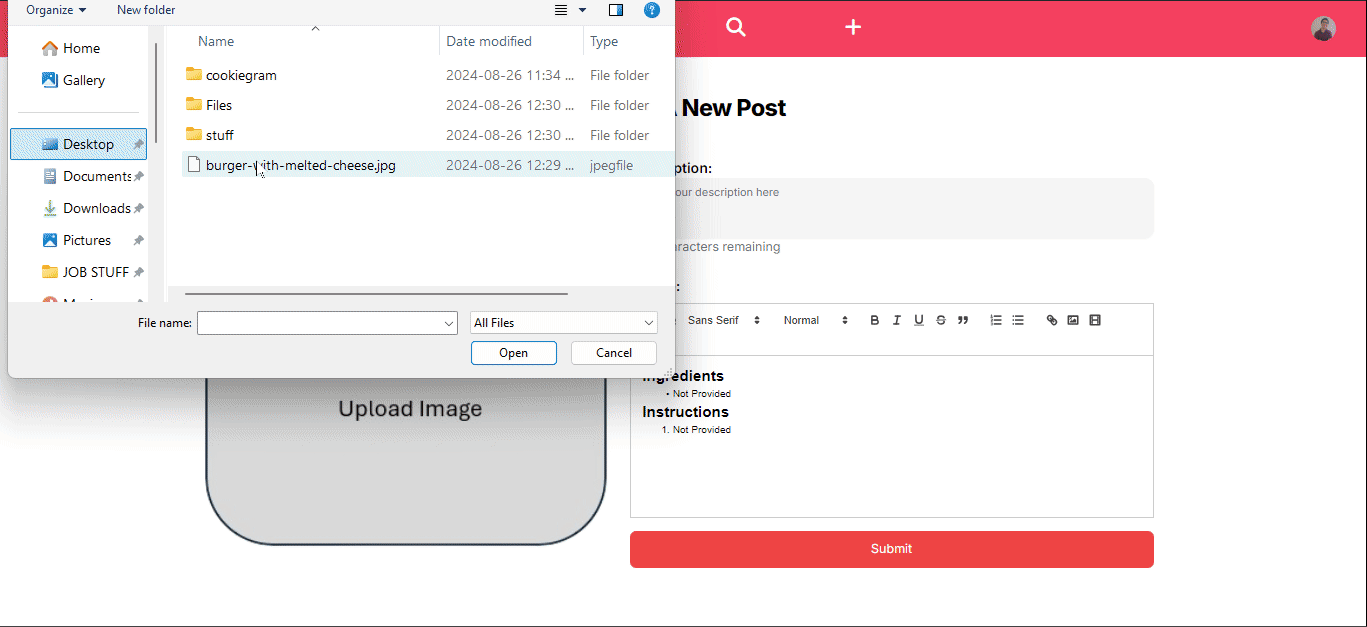 Organize New folder
Name Date modified Type
Home
Gallery
cookiegram 2024-08-26 11:34 ... File folder
Files 2024-08-26 12:30 ... File folder
stuff 2024-08-26 12:30 ... File folder
burger-with-melted-cheese.jpg 2024-08-26 12:29 ... jpegfile
Desktop
Documents
Downloads
Pictures
JOB STUFF
File name: All Files
Open Cancel
New Post
ption:
our description here
racters remaining
:
Sans Serif Normal B I U S
Ingredients
• Not Provided
Instructions
1. Not Provided
Upload Image
Submit